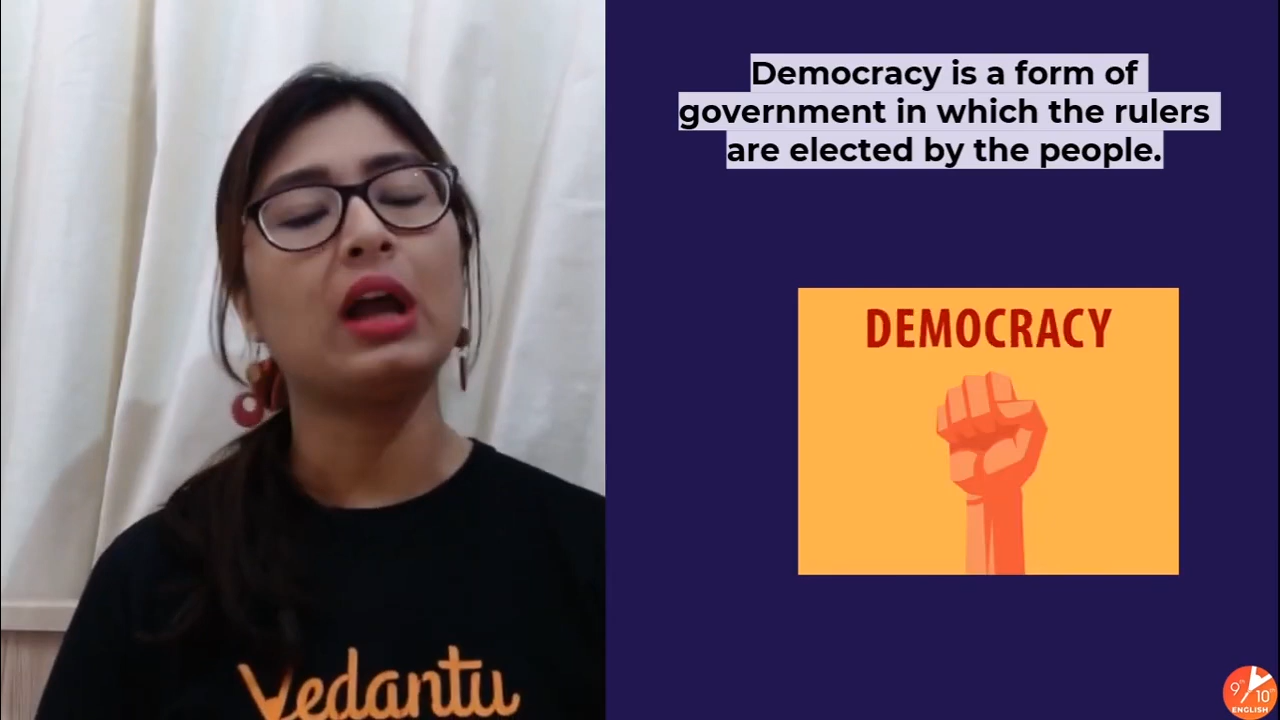 Democracy is a form of
government in which the rulers
are elected by the people.
DEMOCRACY
Vedantu
9th
10th
ENGLISH